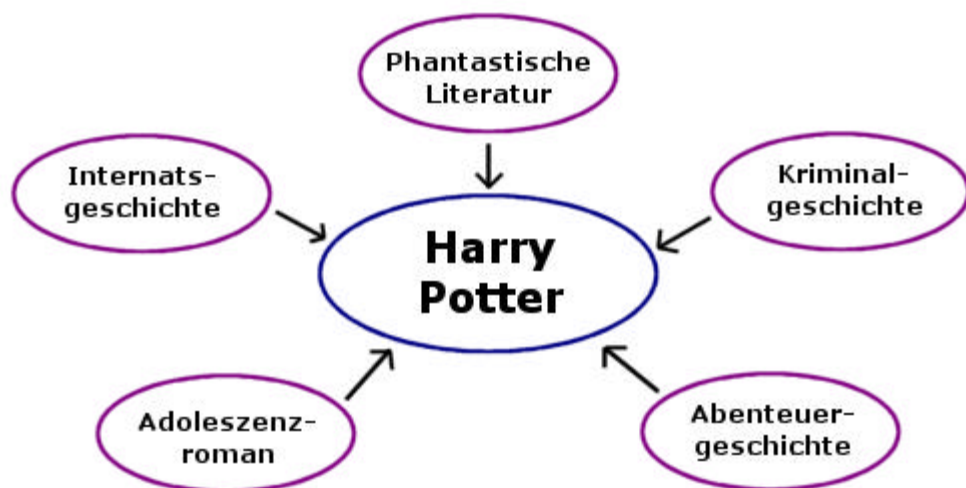 Phantastische
Literatur
Internats-
geschichte
Kriminal-
geschichte
Harry
Potter
Adoleszenz-
roman
Abenteuer-
geschichte